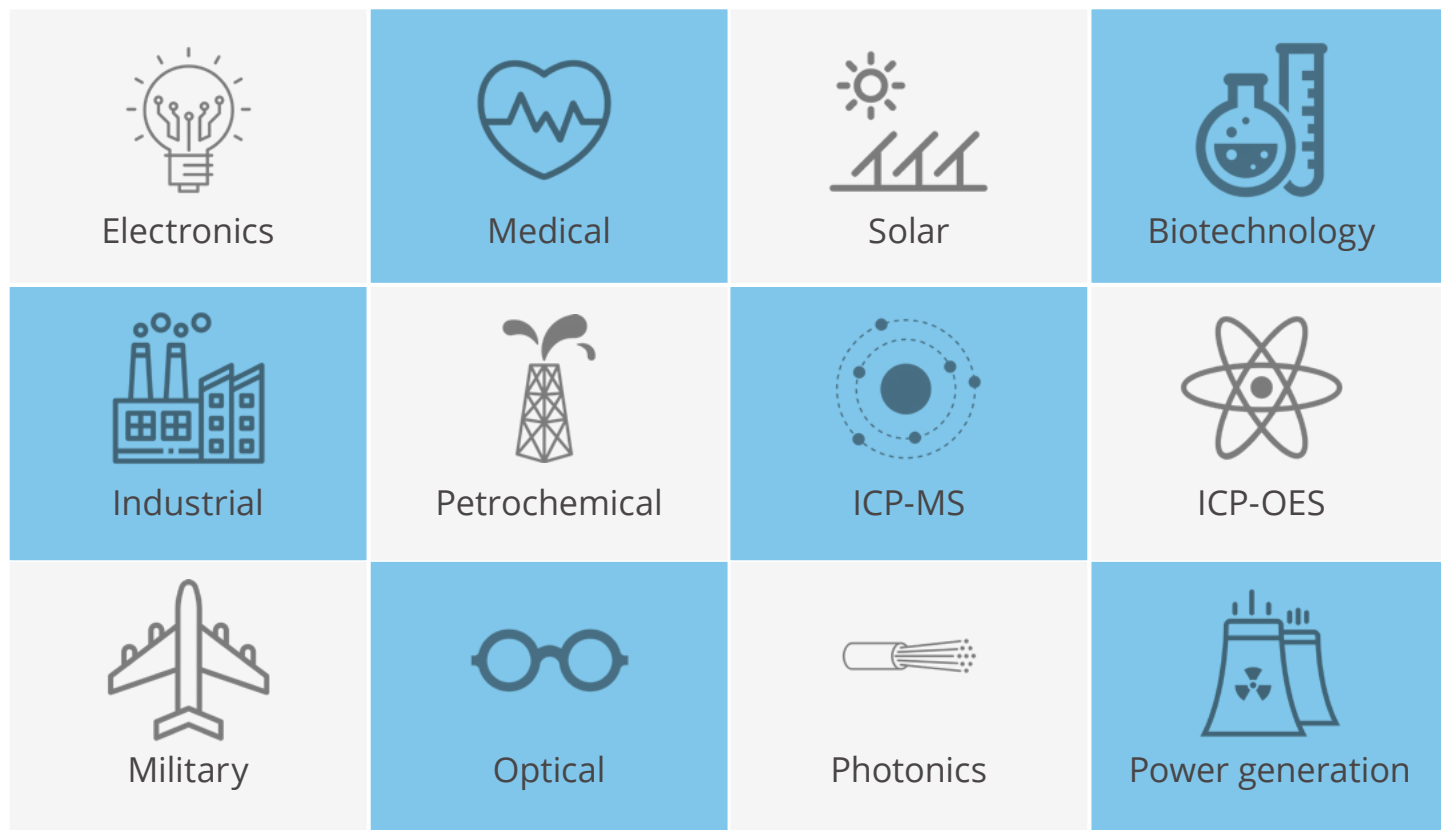 Electronics
Medical
Solar
Biotechnology
Industrial
Petrochemical
ICP-MS
ICP-OES
Military
Optical
Photonics
Power generation